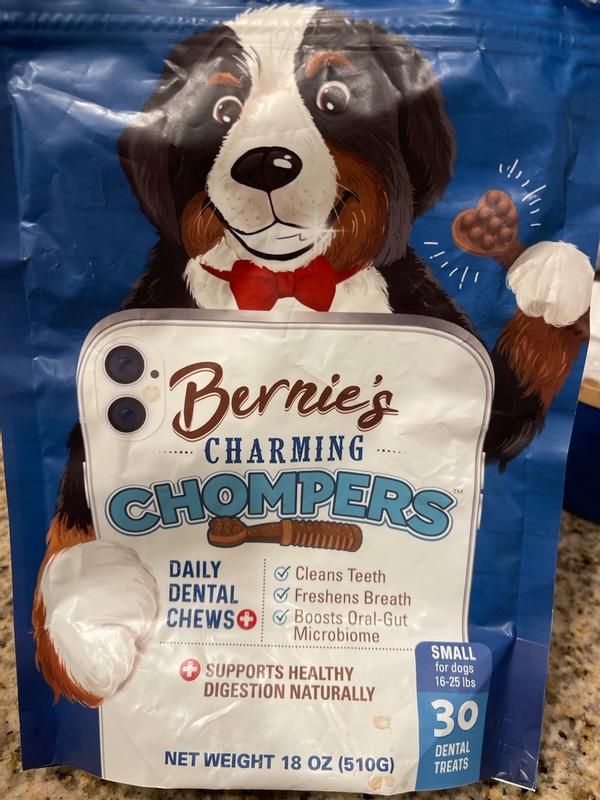 Bernie's
CHARMING
CHOMPERS™
DAILY
DENTAL
CHEWS
Cleans Teeth
Freshens Breath
Boosts Oral-Gut
Microbiome
SUPPORTS HEALTHY
DIGESTION NATURALLY
SMALL
for dogs
16-25 lbs
30
DENTAL
TREATS
NET WEIGHT 18 OZ (510G)